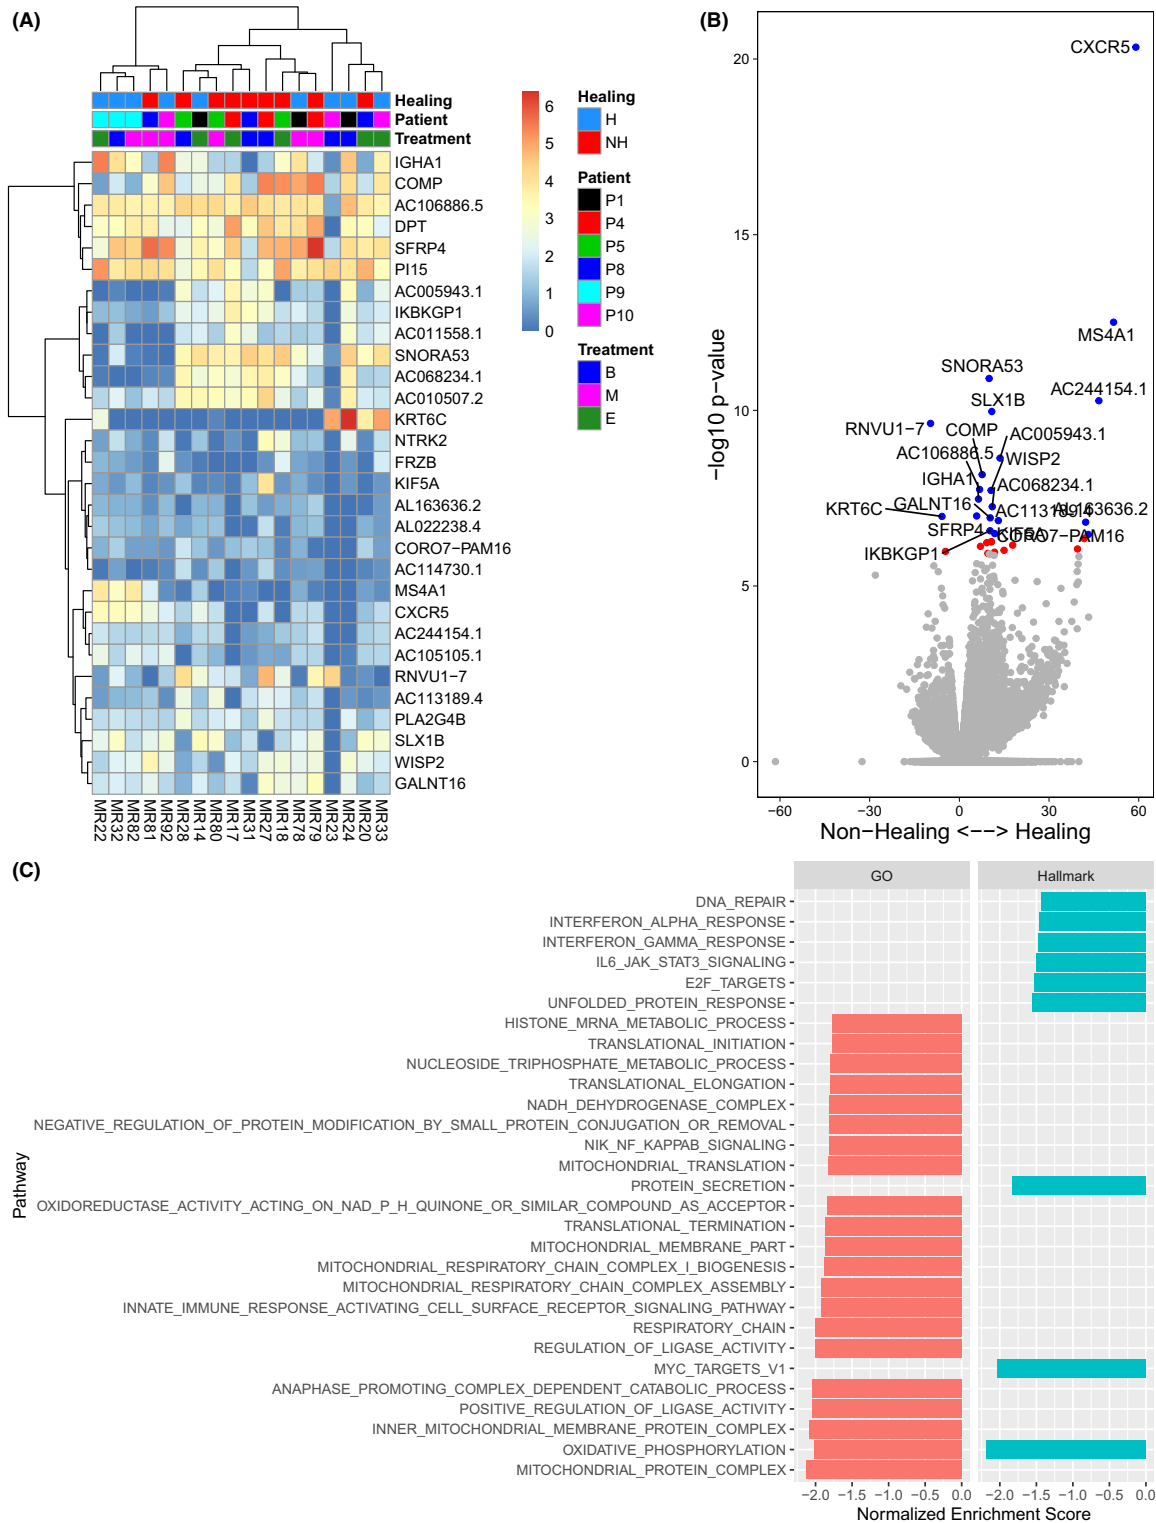 (A)
Healing
Patient
Treatment
IGHA1
COMP
AC106886.5
DPT
SFRP4
PI15
AC005943.1
IKBKGP1
AC011558.1
SNORA53
AC068234.1
AC010507.2
KRT6C
NTRK2
FRZB
KIF5A
AL163636.2
AL022238.4
CORO7−PAM16
AC114730.1
MS4A1
CXCR5
AC244154.1
AC105105.1
RNVU1−7
AC113189.4
PLA2G4B
SLX1B
WISP2
GALNT16
MR22 MR32 MR82 MR81 MR92 MR28 MR14 MR80 MR17 MR31 MR27 MR18 MR78 MR79 MR23 MR24 MR20 MR33
6
5
4
3
2
1
0
Healing
H
NH
Patient
P1
P4
P5
P8
P9
P10
Treatment
B
M
E
(B)
−log10 p−value
20
15
10
5
0
CXCR5
MS4A1
SNORA53
AC244154.1
SLX1B
RNVU1−7
COMP
AC005943.1
AC106886.5
WISP2
IGHA1
AC068234.1
KRT6C
GALNT16
AC113189.4
AL163636.2
SFRP4
KIF5A
CORO7−PAM16
IKBKGP1
−60 −30 0 30 60
Non−Healing <−−> Healing
(C)
GO Hallmark
Pathway
DNA_REPAIR
INTERFERON_ALPHA_RESPONSE
INTERFERON_GAMMA_RESPONSE
IL6_JAK_STAT3_SIGNALING
E2F_TARGETS
UNFOLDED_PROTEIN_RESPONSE
HISTONE_MRNA_METABOLIC_PROCESS
TRANSLATIONAL_INITIATION
NUCLEOSIDE_TRIPHOSPHATE_METABOLIC_PROCESS
TRANSLATIONAL_ELONGATION
NADH_DEHYDROGENASE_COMPLEX
NEGATIVE_REGULATION_OF_PROTEIN_MODIFICATION_BY_SMALL_PROTEIN_CONJUGATION_OR_REMOVAL
NIK_NF_KAPPAB_SIGNALING
MITOCHONDRIAL_TRANSLATION
PROTEIN_SECRETION
OXIDOREDUCTASE_ACTIVITY_ACTING_ON_NAD_P_H_QUINONE_OR_SIMILAR_COMPOUND_AS_ACCEPTOR
TRANSLATIONAL_TERMINATION
MITOCHONDRIAL_MEMBRANE_PART
MITOCHONDRIAL_RESPIRATORY_CHAIN_COMPLEX_I_BIOGENESIS
MITOCHONDRIAL_RESPIRATORY_CHAIN_COMPLEX_ASSEMBLY
INNATE_IMMUNE_RESPONSE_ACTIVATING_CELL_SURFACE_RECEPTOR_SIGNALING_PATHWAY
RESPIRATORY_CHAIN
REGULATION_OF_LIGASE_ACTIVITY
MYC_TARGETS_V1
ANAPHASE_PROMOTING_COMPLEX_DEPENDENT_CATABOLIC_PROCESS
POSITIVE_REGULATION_OF_LIGASE_ACTIVITY
INNER_MITOCHONDRIAL_MEMBRANE_PROTEIN_COMPLEX
OXIDATIVE_PHOSPHORYLATION
MITOCHONDRIAL_PROTEIN_COMPLEX
−2.0 −1.5 −1.0 −0.5 0.0 −2.0 −1.5 −1.0 −0.5 0.0
Normalized Enrichment Score